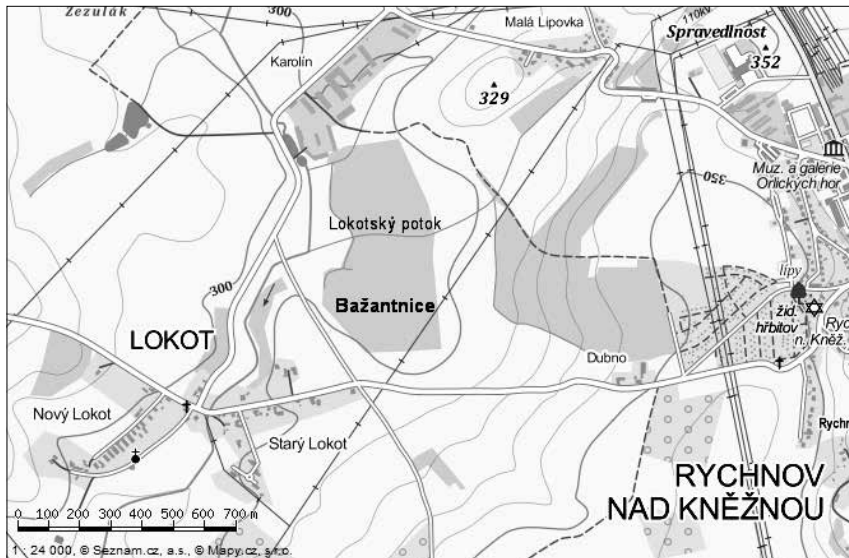 Zezulák
300
Malá Lipovka
110kV
Spravedlnost
352
Karolín
329
Muz. a galerie
Orlických hor
350
Lokotský potok
300
lípy
Bažantnice
LOKOT
žid.
hřbitov
Rych
n. Kněž.
Dubno
Nový Lokot
Starý Lokot
Rychn
RYCHNOV
NAD KNĚŽNOU
0 100 200 300 400 500 600 700 m
1 : 24 000, © Seznam.cz, a.s., © Mapy.cz, s.r.o.